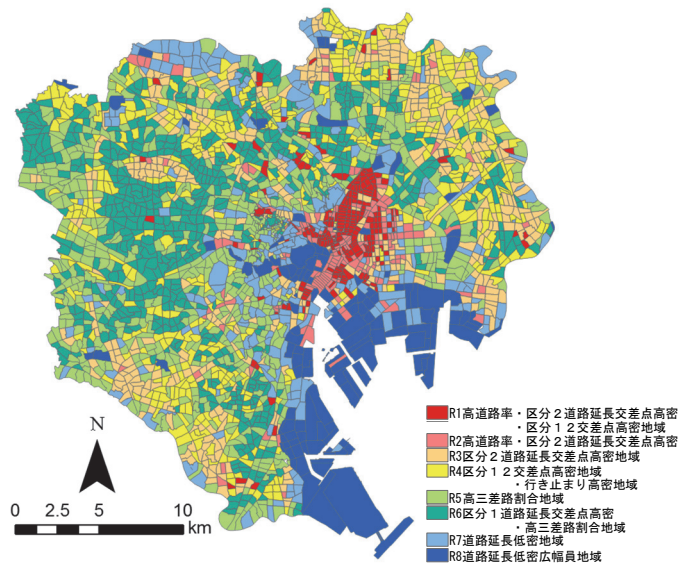 R1高道路率・区分2道路延長交差点高密
・区分12交差点高密地域
R2高道路率・区分2道路延長交差点高密
R3区分2道路延長交差点高密地域
R4区分12交差点高密地域
・行き止まり高密地域
R5高三差路割合地域
R6区分1道路延長交差点高密
・高三差路割合地域
R7道路延長低密地域
R8道路延長低密広幅員地域
N
0 2.5 5 10
km